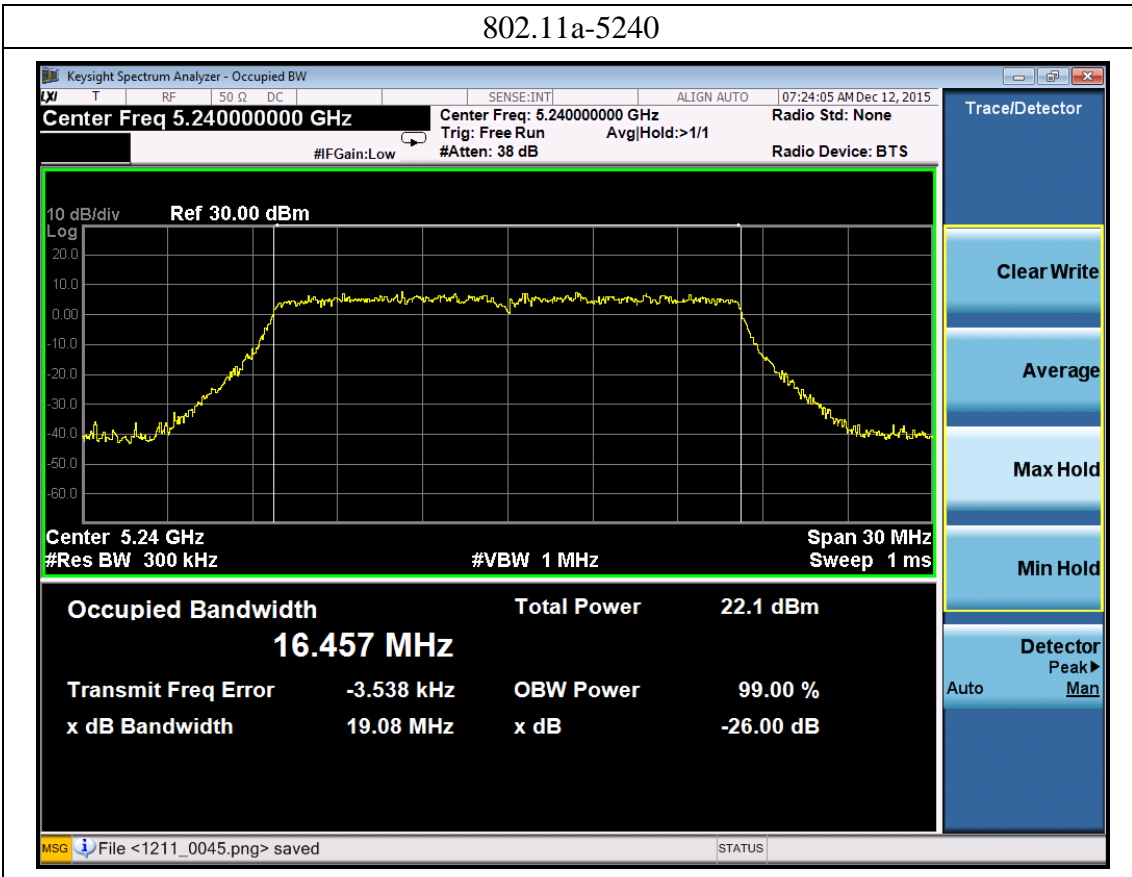 802.11a-5240
Keysight Spectrum Analyzer - Occupied BW
LXI T RF 50 Ω DC SENSE:INT ALIGN AUTO 07:24:05 AM Dec 12, 2015
Center Freq 5.240000000 GHz
Center Freq: 5.240000000 GHz Radio Std: None
Trig: Free Run Avg|Hold:>1/1
#IFGain:Low #Atten: 38 dB Radio Device: BTS
Trace/Detector
10 dB/div Ref 30.00 dBm
Log
20.0
10.0
0.00
-10.0
-20.0
-30.0
-40.0
-50.0
-60.0
Center 5.24 GHz Span 30 MHz
#Res BW 300 kHz #VBW 1 MHz Sweep 1 ms
Occupied Bandwidth Total Power 22.1 dBm
16.457 MHz
Transmit Freq Error -3.538 kHz OBW Power 99.00 %
x dB Bandwidth 19.08 MHz x dB -26.00 dB
Clear Write
Average
Max Hold
Min Hold
Detector
Peak▶
Auto Man
MSG File <1211_0045.png> saved STATUS